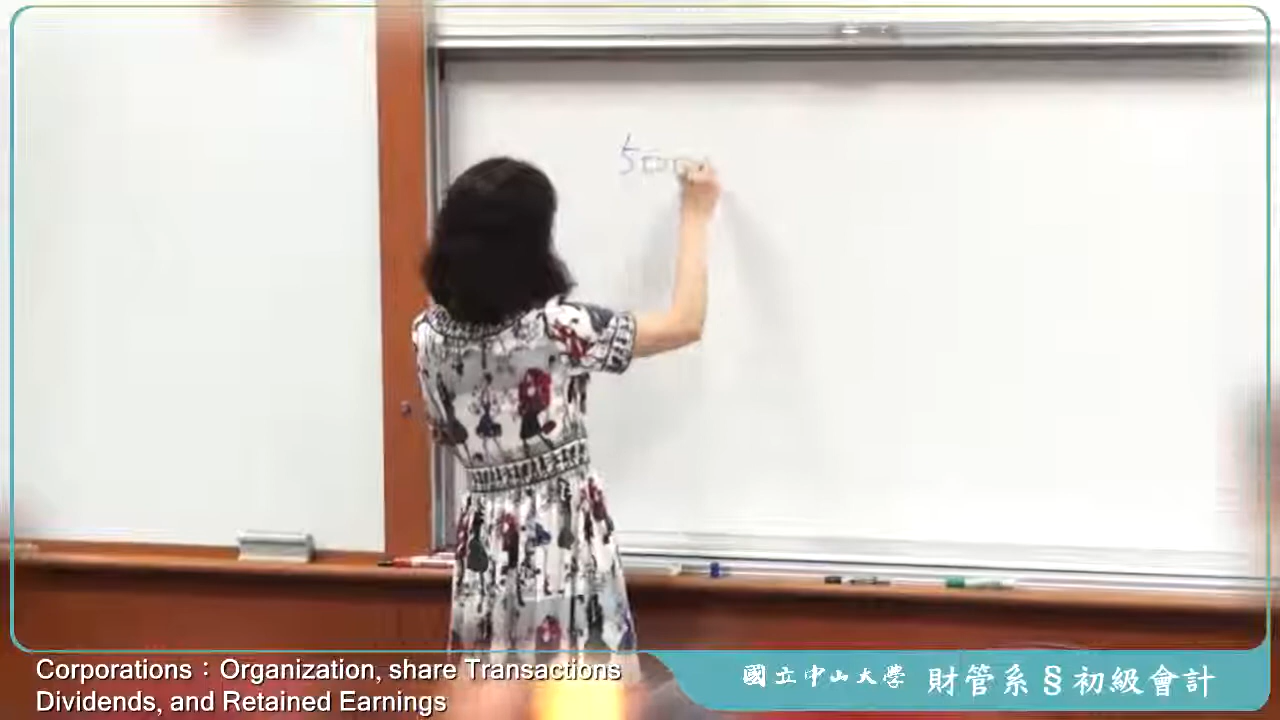 Corporations：Organization, share Transactions
Dividends, and Retained Earnings
國立中山大學 財管系§初級會計